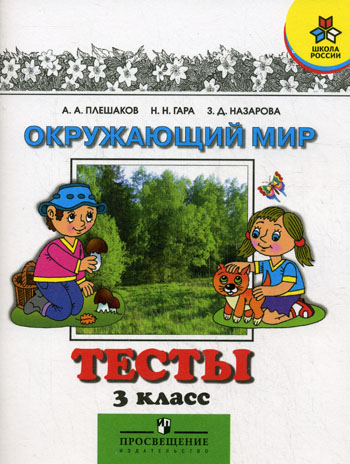 ШКОЛА
РОССИИ
А. А. ПЛЕШАКОВ Н. Н. ГАРА З. Д. НАЗАРОВА
ОКРУЖАЮЩИЙ МИР
ТЕСТЫ
3 класс
ПРОСВЕЩЕНИЕ
ИЗДАТЕЛЬСТВО